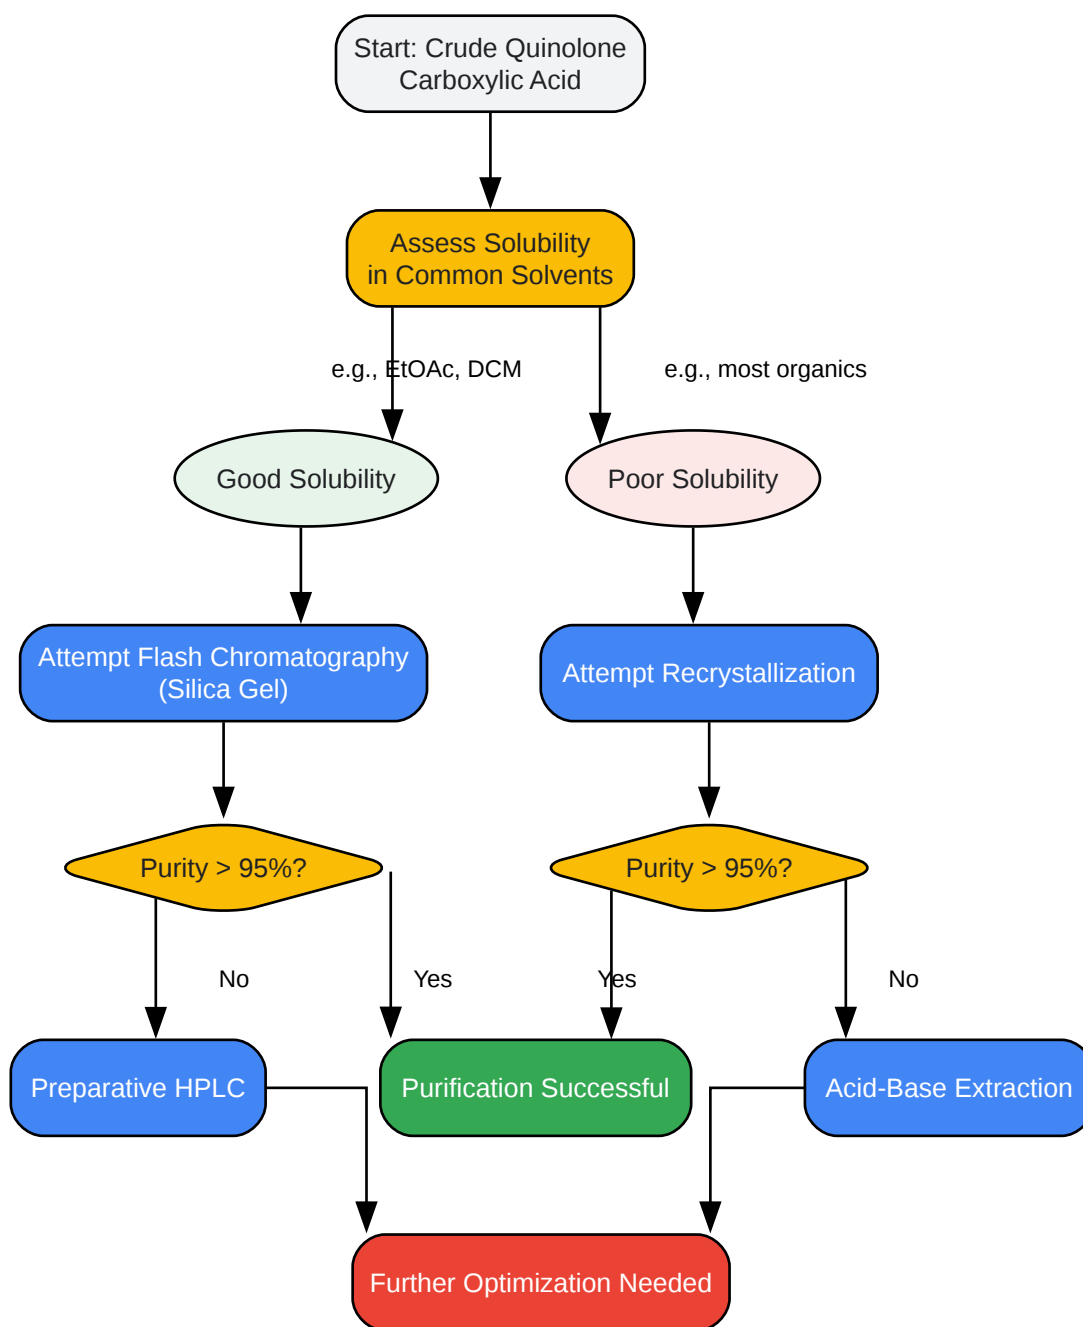 Start: Crude Quinolone
Carboxylic Acid
Assess Solubility
in Common Solvents
e.g., EtOAc, DCM
e.g., most organics
Good Solubility
Poor Solubility
Attempt Flash Chromatography
(Silica Gel)
Attempt Recrystallization
Purity > 95%?
Purity > 95%?
No
Yes
Yes
No
Preparative HPLC
Purification Successful
Acid-Base Extraction
Further Optimization Needed